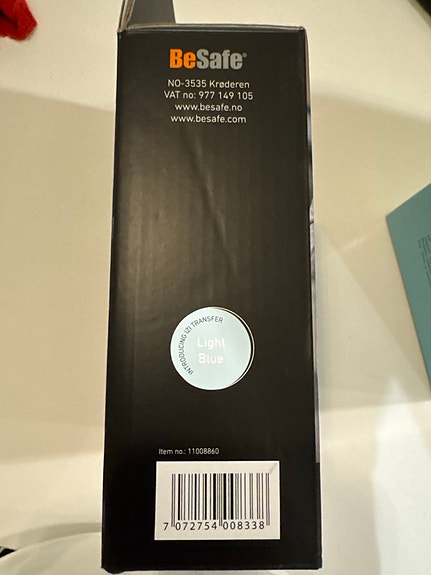 BeSafe®
NO-3535 Krøderen
VAT no: 977 149 105
www.besafe.no
www.besafe.com
INTRODUCING IZI TRANSFER
Light
Blue
Item no.: 11008860
7 072754 008338